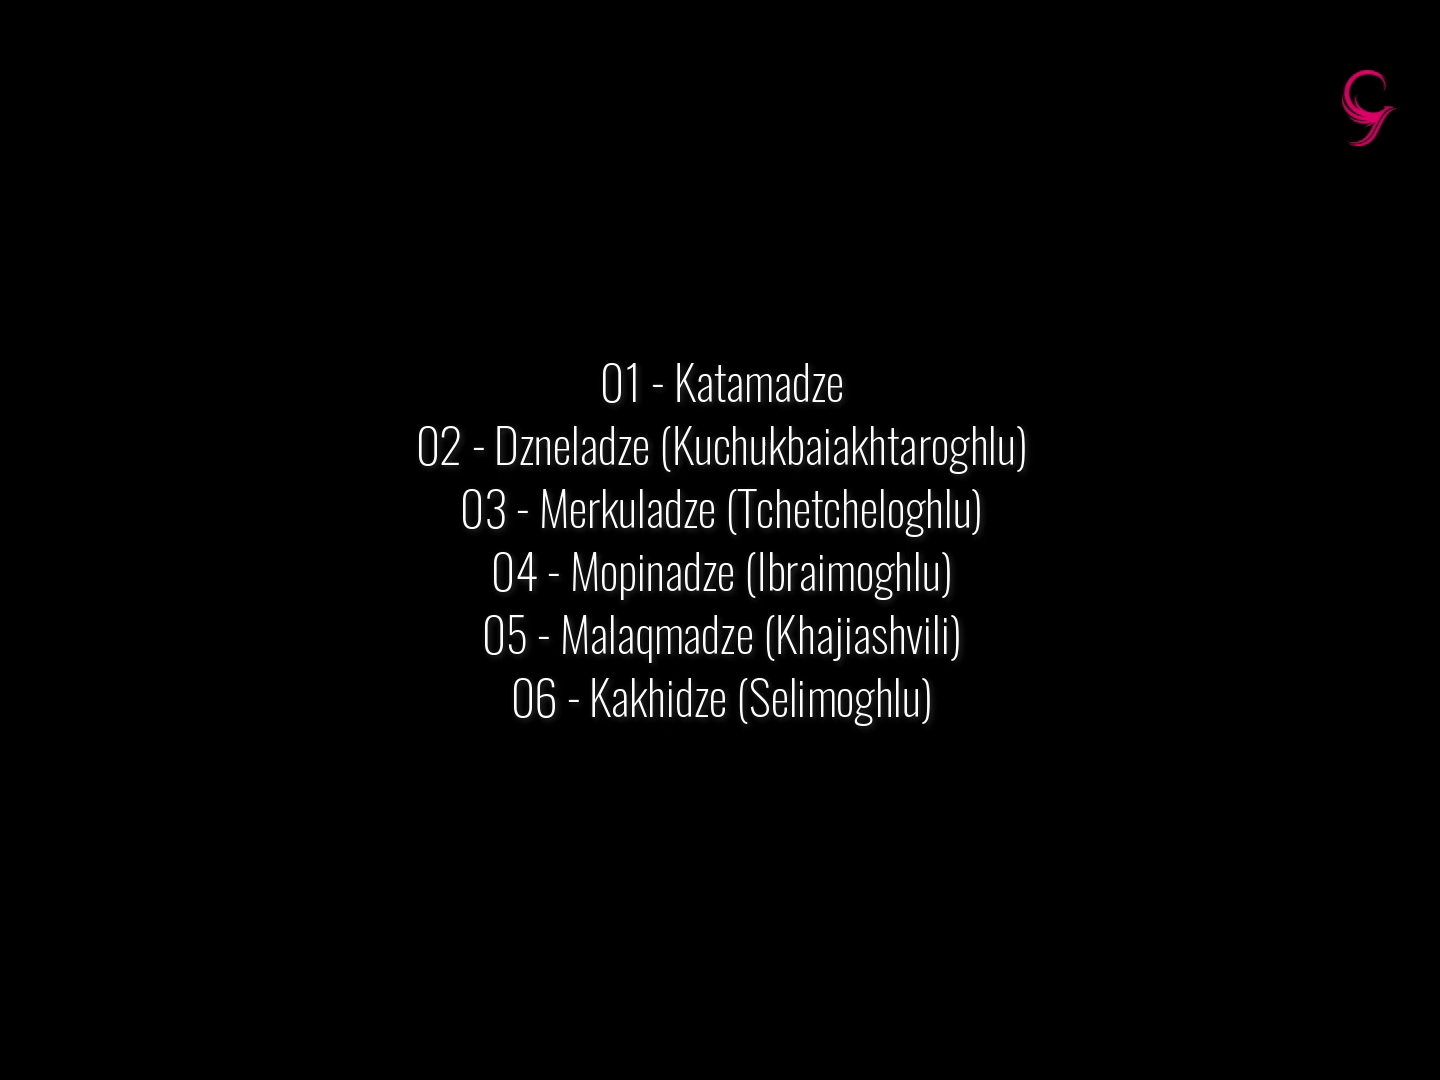 01 - Katamadze
02 - Dzneladze (Kuchukbaiakhtaroghlu)
03 - Merkuladze (Tchetcheloghlu)
04 - Mopinadze (Ibraimoghlu)
05 - Malaqmadze (Khajiashvili)
06 - Kakhidze (Selimoghlu)